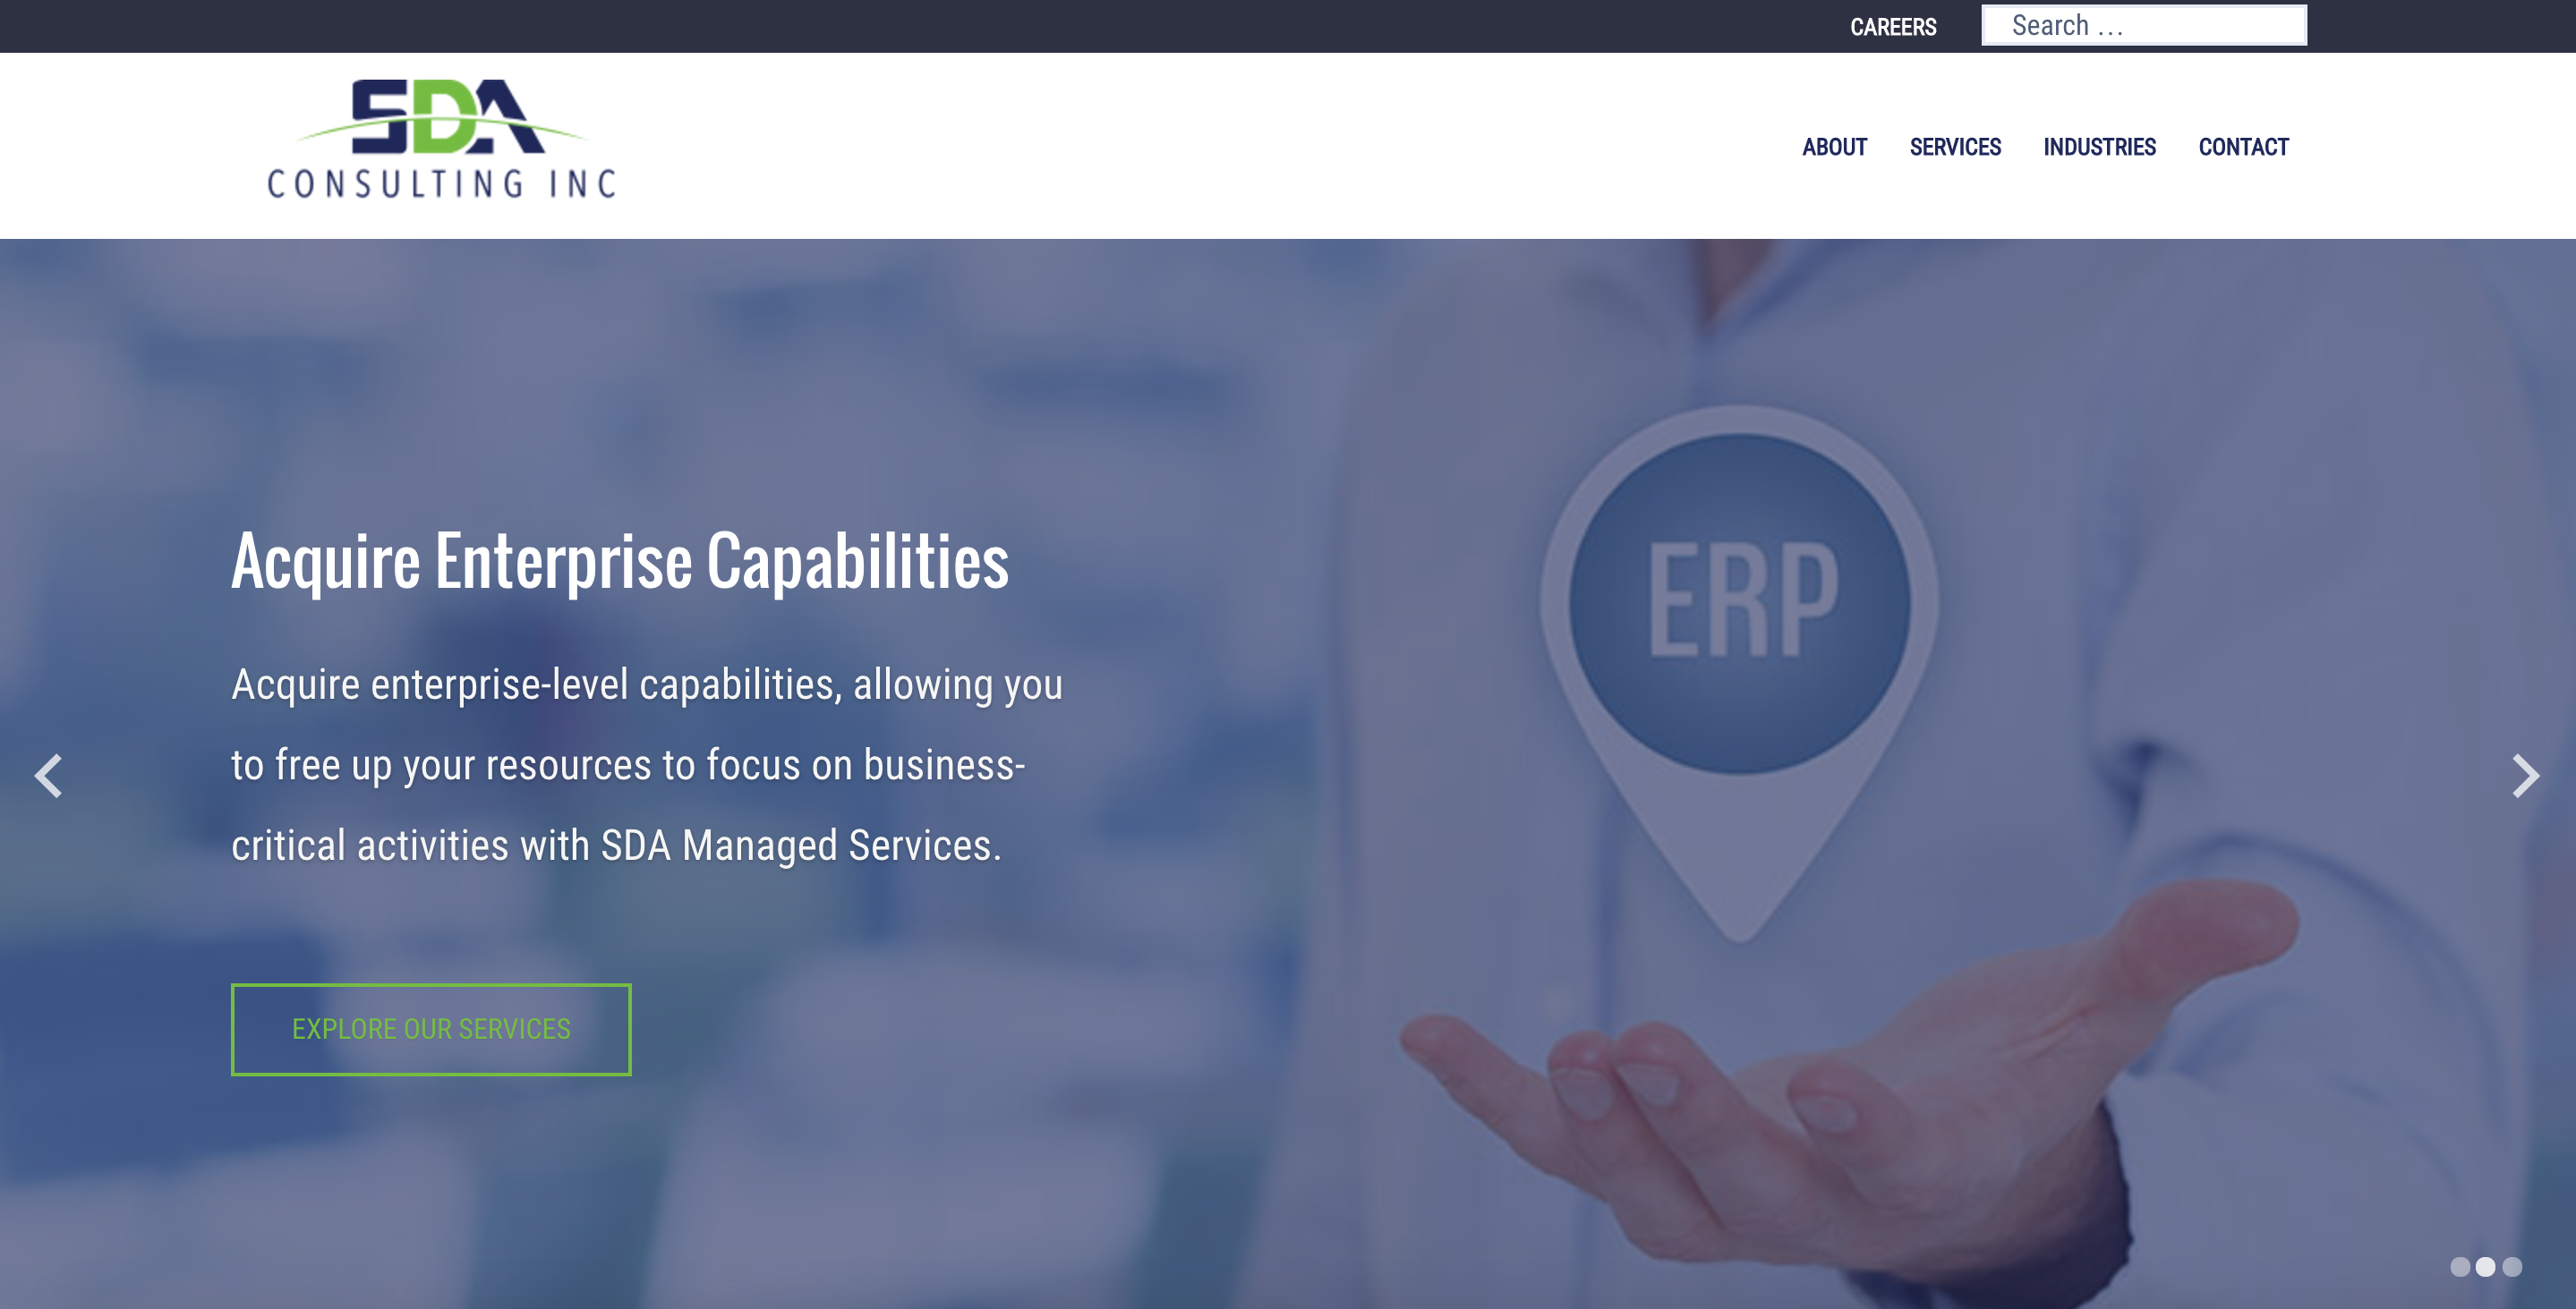 CAREERS
Search ...
SDA
CONSULTING INC
ABOUT SERVICES INDUSTRIES CONTACT
Acquire Enterprise Capabilities
Acquire enterprise-level capabilities, allowing you
to free up your resources to focus on business-
critical activities with SDA Managed Services.
EXPLORE OUR SERVICES
ERP